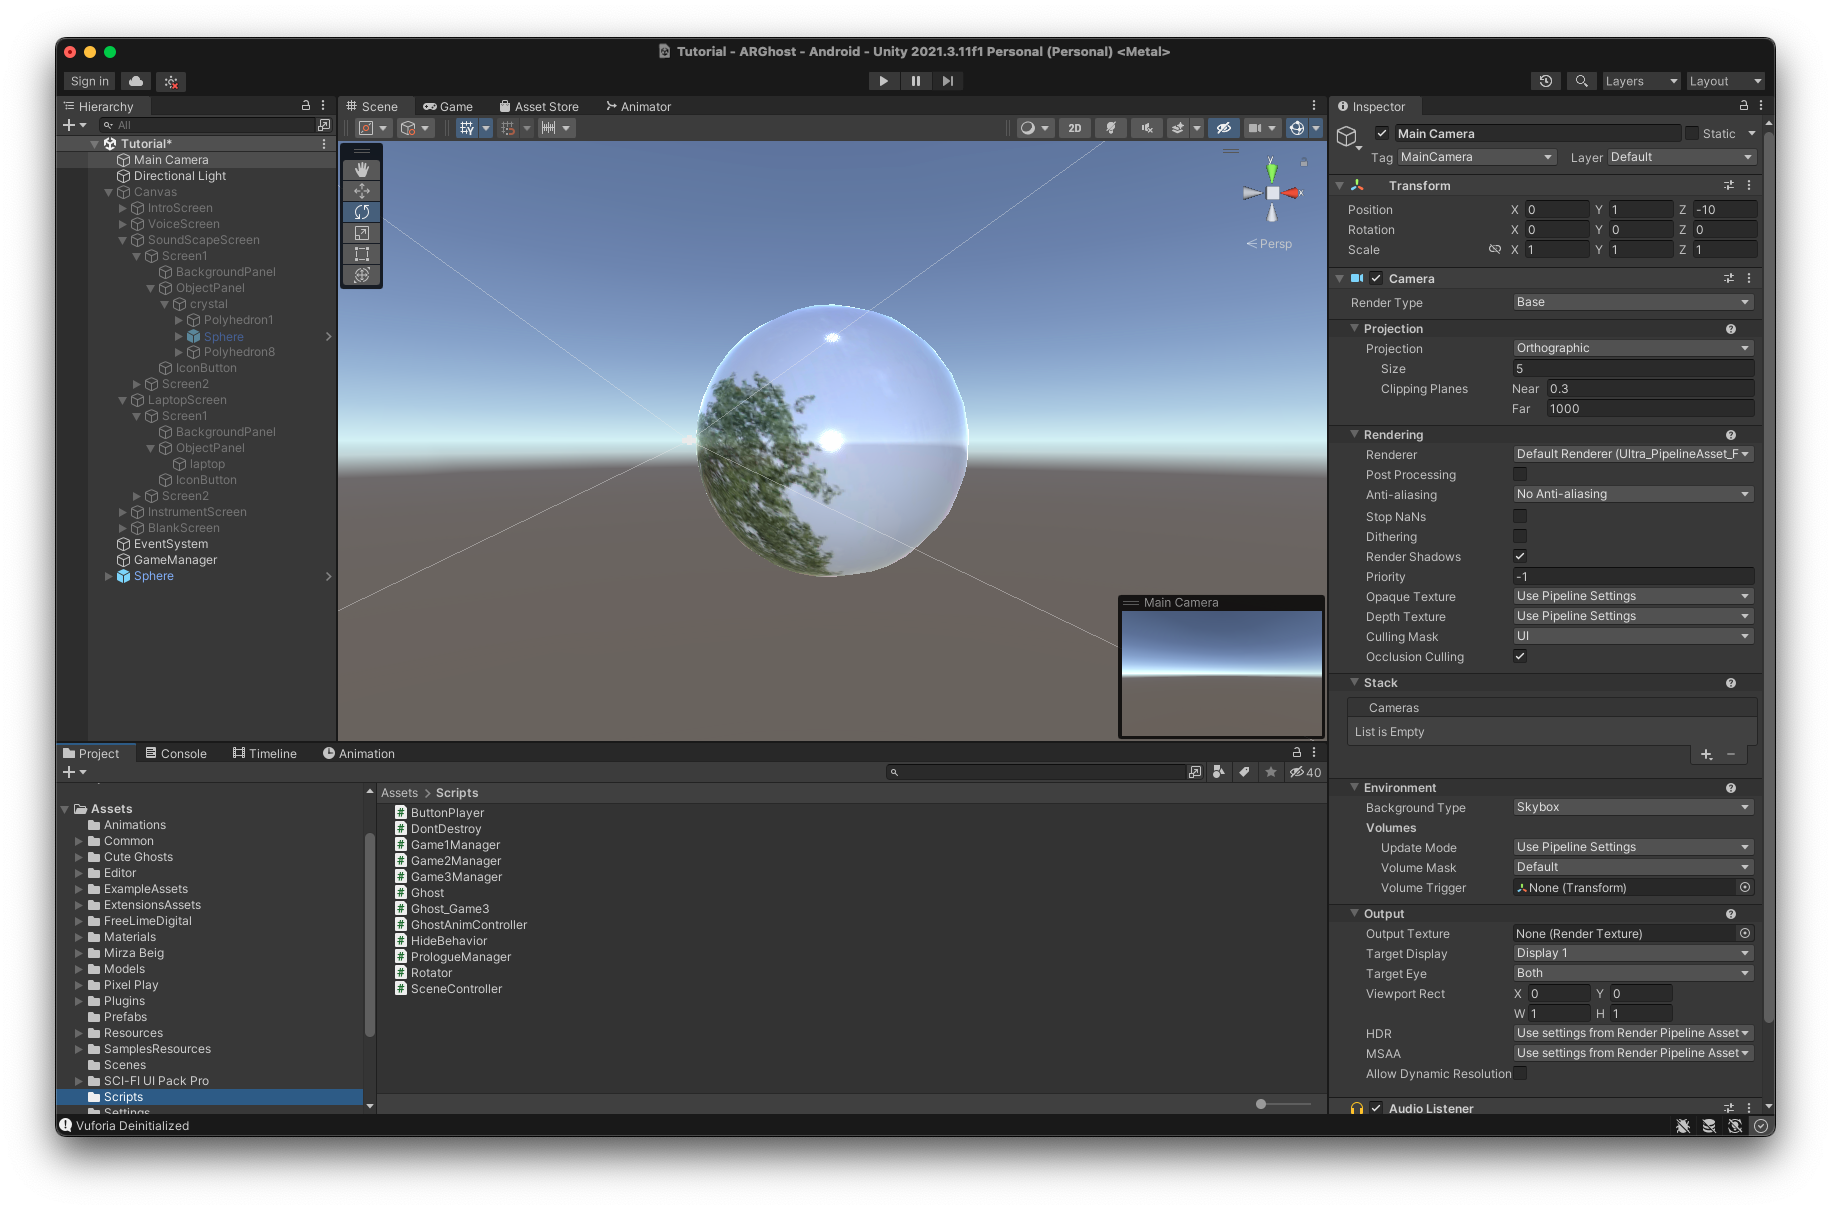 Tutorial - ARGhost - Android - Unity 2021.3.11f1 Personal (Personal) <Metal>
Sign in
Layers
Layout
Hierarchy
All
Tutorial*
Main Camera
Directional Light
Canvas
IntroScreen
VoiceScreen
SoundScapeScreen
Screen1
BackgroundPanel
ObjectPanel
crystal
Polyhedron1
Sphere
Polyhedron8
IconButton
Screen2
LaptopScreen
Screen1
BackgroundPanel
ObjectPanel
laptop
IconButton
Screen2
InstrumentScreen
BlankScreen
EventSystem
GameManager
Sphere
Scene
Game
Asset Store
Animator
2D
y
x
Persp
Main Camera
Inspector
Main Camera
Static
Tag MainCamera Layer Default
Transform
Position X 0 Y 1 Z -10
Rotation X 0 Y 0 Z 0
Scale X 1 Y 1 Z 1
Camera
Render Type Base
Projection
Projection Orthographic
Size 5
Clipping Planes Near 0.3
Far 1000
Rendering
Renderer Default Renderer (Ultra_PipelineAsset_F
Post Processing
Anti-aliasing No Anti-aliasing
Stop NaNs
Dithering
Render Shadows
Priority -1
Opaque Texture Use Pipeline Settings
Depth Texture Use Pipeline Settings
Culling Mask UI
Occlusion Culling
Stack
Cameras
List is Empty
Environment
Background Type Skybox
Volumes
Update Mode Use Pipeline Settings
Volume Mask Default
Volume Trigger None (Transform)
Output
Output Texture None (Render Texture)
Target Display Display 1
Target Eye Both
Viewport Rect X 0 Y 0
W 1 H 1
HDR Use settings from Render Pipeline Asset
MSAA Use settings from Render Pipeline Asset
Allow Dynamic Resolution
Audio Listener
Project
Console
Timeline
Animation
40
Assets
Animations
Common
Cute Ghosts
Editor
ExampleAssets
ExtensionsAssets
FreeLimeDigital
Materials
Mirza Beig
Models
Pixel Play
Plugins
Prefabs
Resources
SamplesResources
Scenes
SCI-FI UI Pack Pro
Scripts
Settings
Assets > Scripts
ButtonPlayer
DontDestroy
Game1Manager
Game2Manager
Game3Manager
Ghost
Ghost_Game3
GhostAnimController
HideBehavior
PrologueManager
Rotator
SceneController
Vuforia Deinitialized